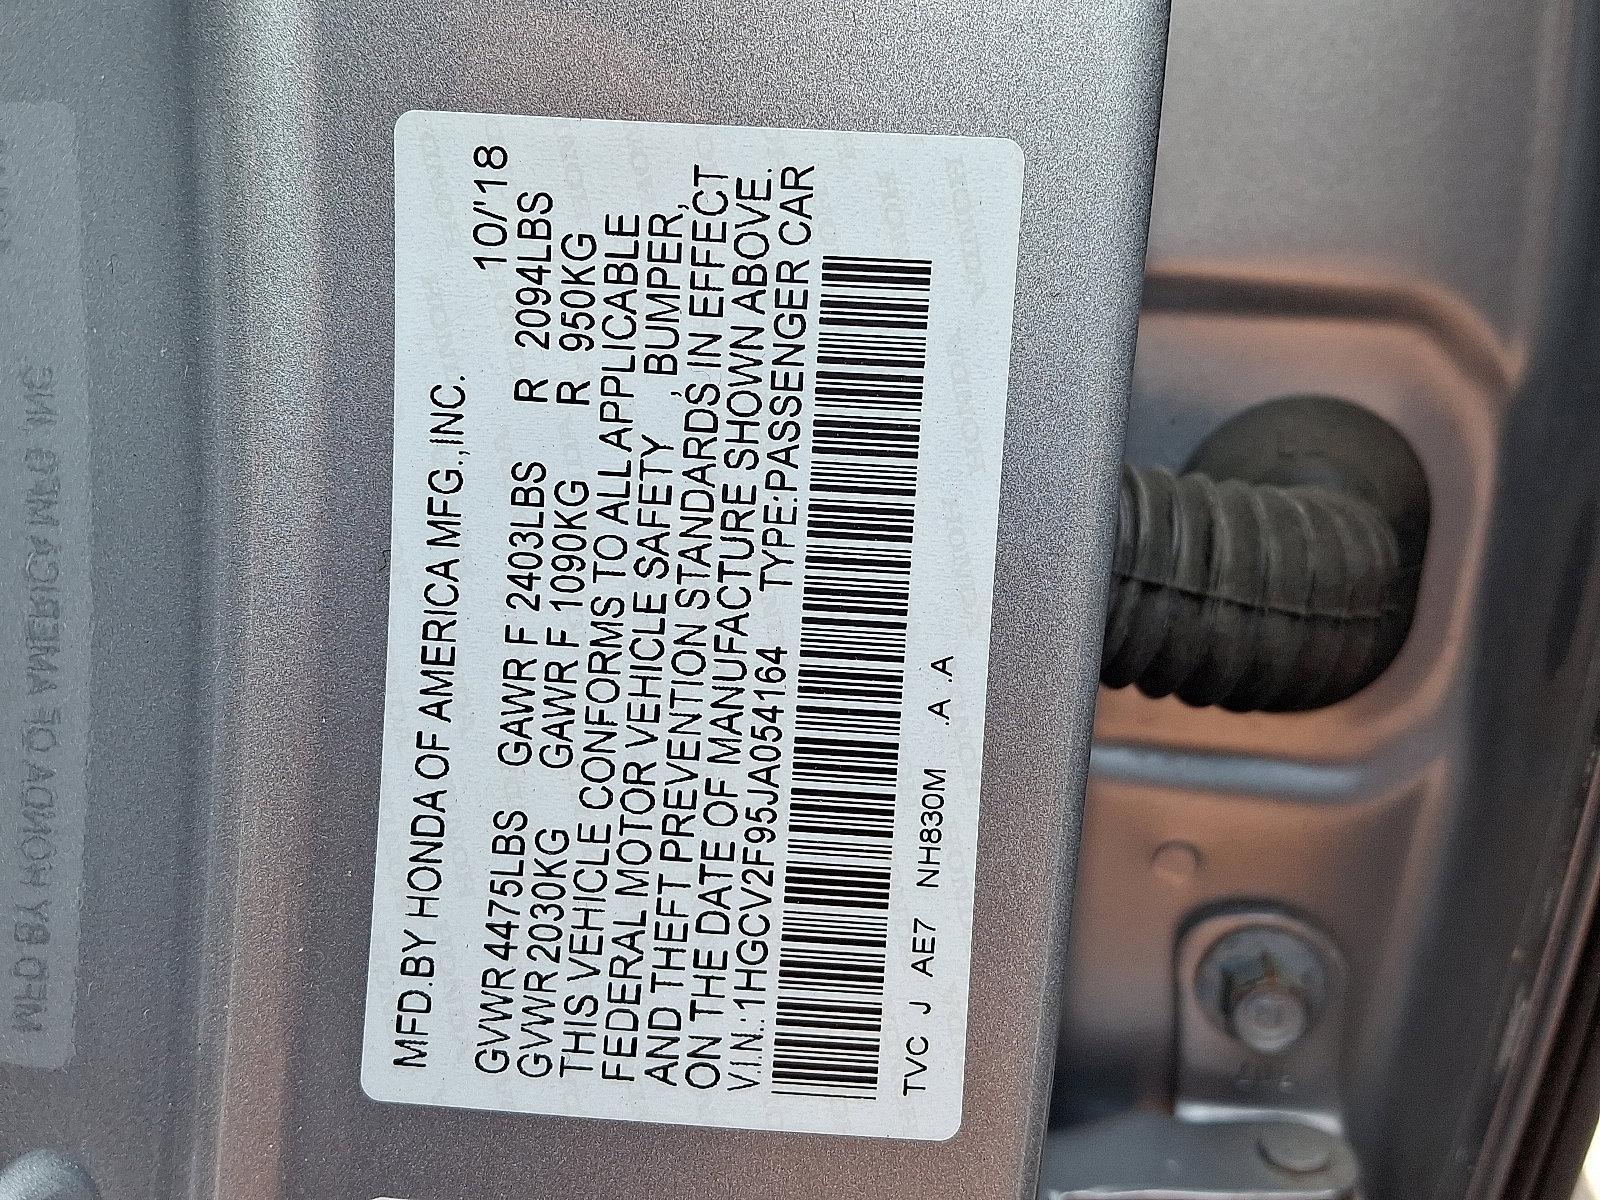 MFD.BY HONDA OF AMERICA MFG.,INC.
10/'18
GVWR 4475LBS GAWR F 2403LBS R 2094LBS
GVWR 2030KG GAWR F 1090KG R 950KG
THIS VEHICLE CONFORMS TO ALL APPLICABLE
FEDERAL MOTOR VEHICLE SAFETY , BUMPER,
AND THEFT PREVENTION STANDARDS IN EFFECT
ON THE DATE OF MANUFACTURE SHOWN ABOVE.
V.I.N.:1HGCV2F95JA054164 TYPE:PASSENGER CAR
TVC J AE7 NH830M .A .A